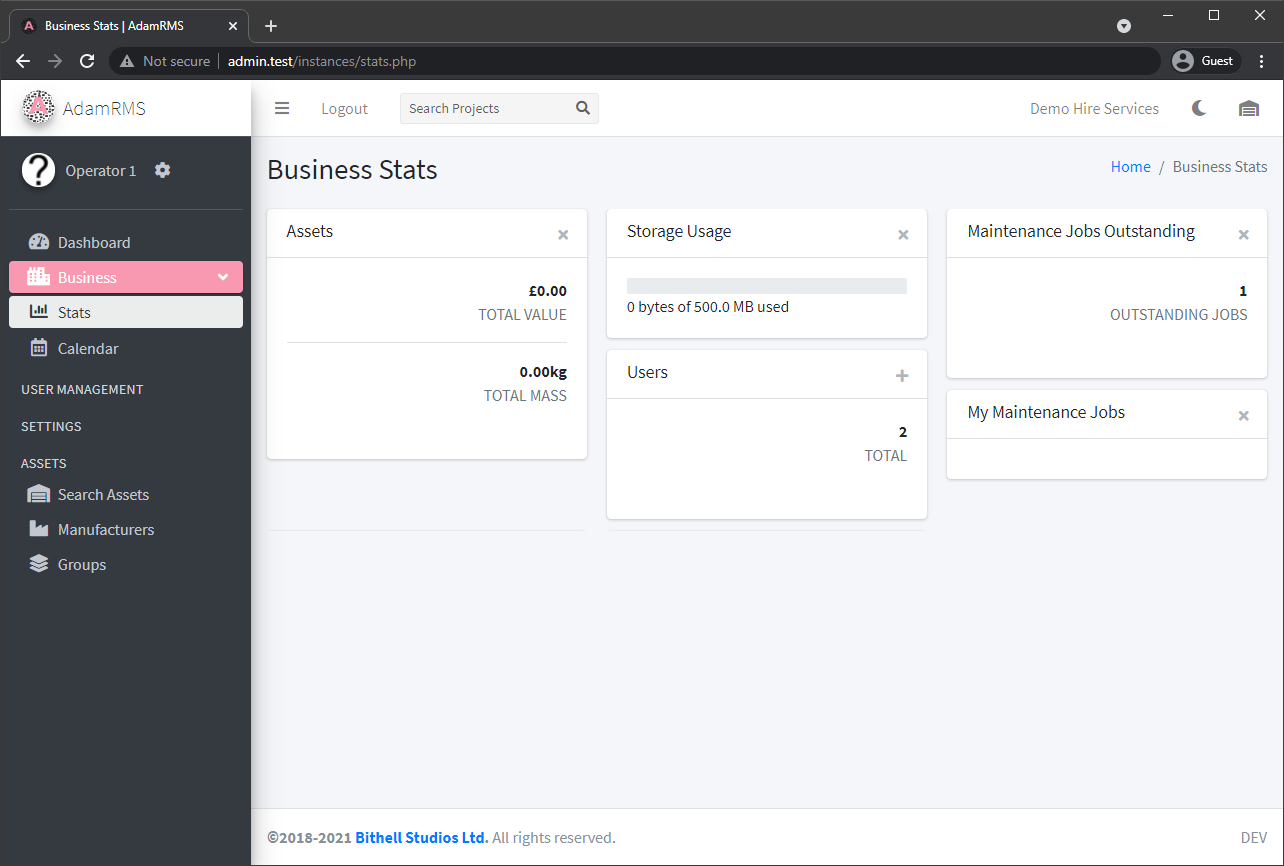 Business Stats | AdamRMS
Not secure
admin.test/instances/stats.php
Guest
A
AdamRMS
Logout
Search Projects
Demo Hire Services
?
Operator 1
Dashboard
Business
Stats
Calendar
USER MANAGEMENT
SETTINGS
ASSETS
Search Assets
Manufacturers
Groups
Business Stats
Home / Business Stats
Assets
£0.00
TOTAL VALUE
0.00kg
TOTAL MASS
Storage Usage
0 bytes of 500.0 MB used
Users
2
TOTAL
Maintenance Jobs Outstanding
1
OUTSTANDING JOBS
My Maintenance Jobs
©2018-2021 Bithell Studios Ltd. All rights reserved.
DEV